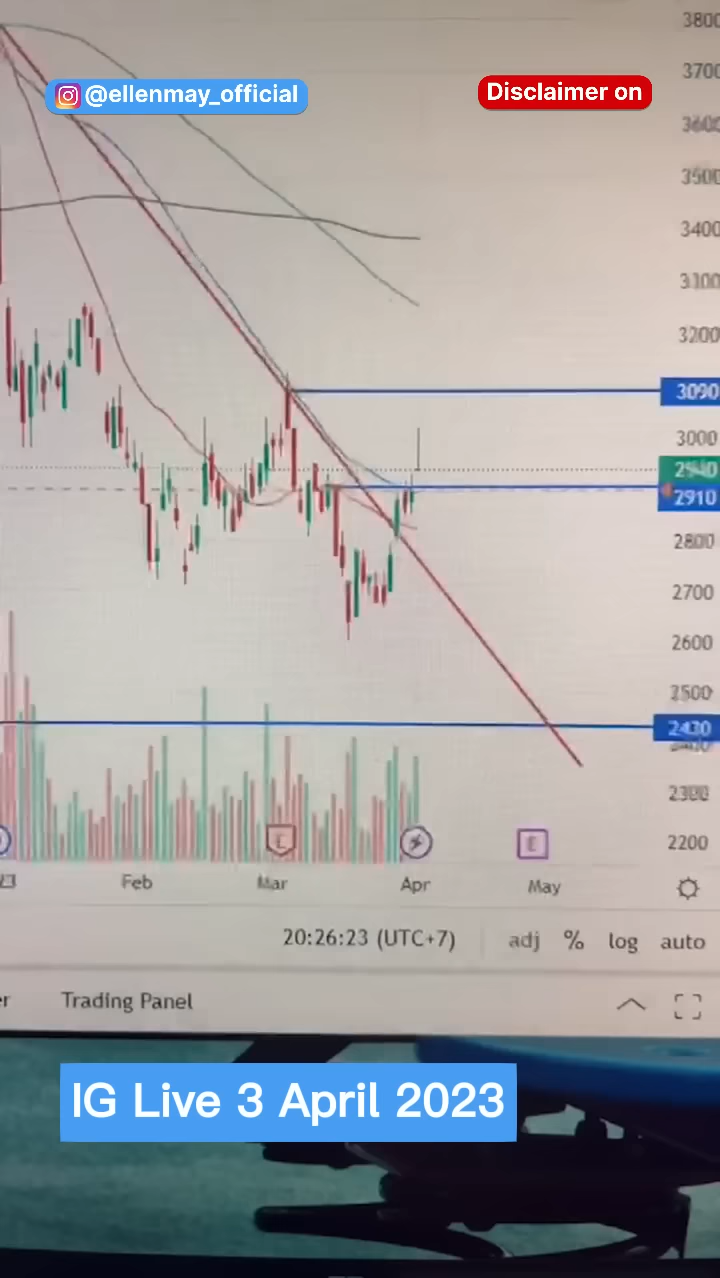 @ellenmay_official
Disclaimer on
3800
3700
3600
3500
3400
3300
3200
3090
3000
2940
2910
2800
2700
2600
2500
2430
2300
2200
Feb
Mar
Apr
May
20:26:23 (UTC+7)
adj % log auto
Trading Panel
IG Live 3 April 2023